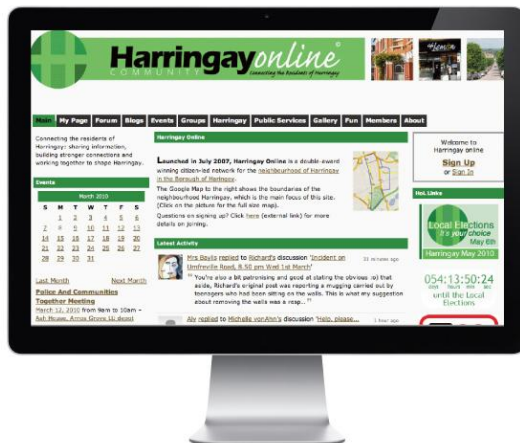 Harringayonline
COMMUNITY Connecting the Residents of Harringay
Main My Page Forum Blogs Events Groups Harringay Public Services Gallery Fun Members About
Connecting the residents of
Harringay: sharing information,
building stronger connections and
working together to shape Harringay.
Events
March 2010
S M T W T F S
1 2 3 4 5 6
7 8 9 10 11 12 13
14 15 16 17 18 19 20
21 22 23 24 25 26 27
28 29 30 31
Last Month Next Month
Police And Communities
Together Meeting
March 12, 2010 from 9am to 10am –
Harringay Online
Launched in July 2007, Harringay Online is a double-award
winning citizen-led network for the neighbourhood of Harringay
in the Borough of Haringey.
The Google Map to the right shows the boundaries of the
neighbourhood Harringay, which is the main focus of this site.
(Click on the picture for the full size map).
Questions on signing up? Click here (external link) for more
details on joining.
Latest Activity
Mrs Baylis replied to Richard's discussion 'Incident on
Umfreville Road, 8.50 pm Wed 1st March'
"You're also a bit patronising and good at stating the obvious :o) that
aside, Richard's original post was reporting a mugging carried out by
teenagers who had been sitting on the walls. This is what my suggestion
about removing the walls was a resp..."
Aly replied to Michelle vonAhn's discussion 'Help, please...
1 hour ago
Welcome to
Harringay online
Sign Up
or Sign In
HoL Links
Local Elections
It's your choice
May 6th
Harringay May 2010
054:13:50:24
until the Local
Elections